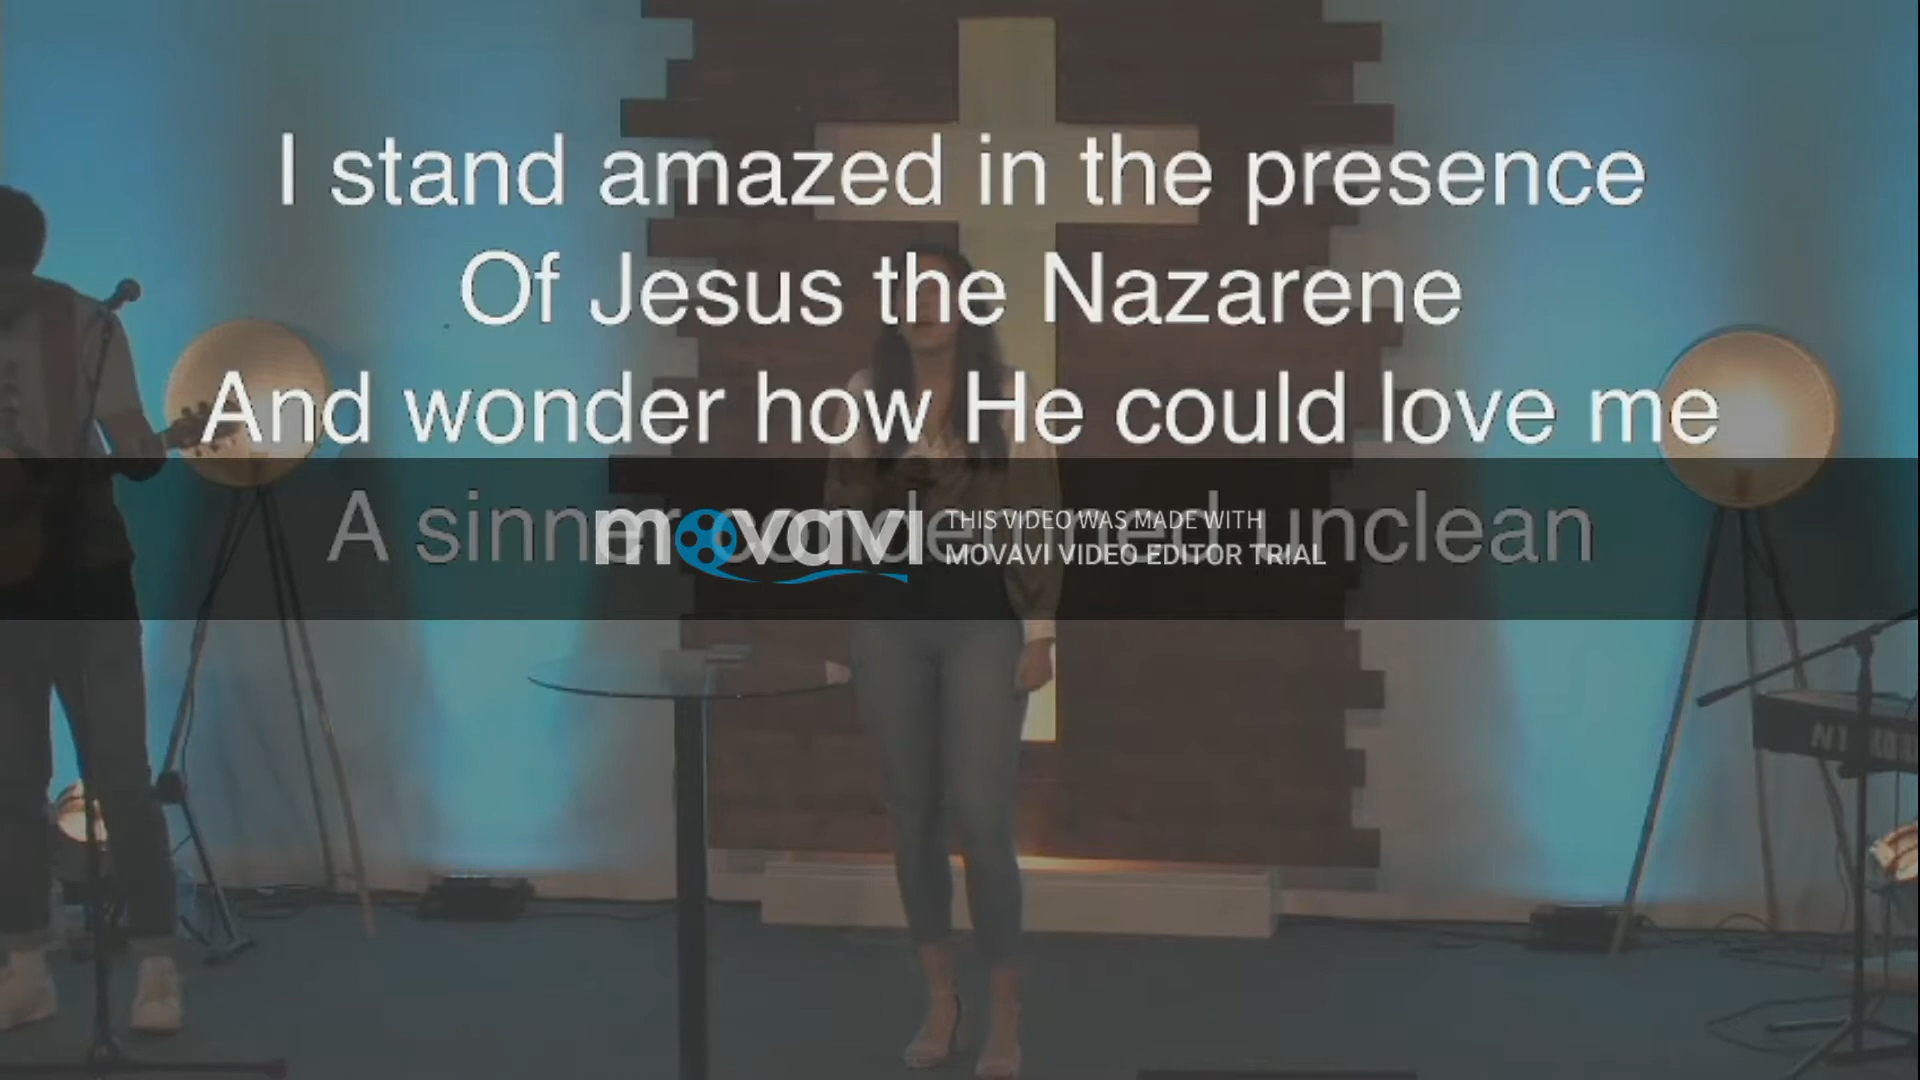 I stand amazed in the presence
Of Jesus the Nazarene
And wonder how He could love me
A sinner condemned unclean
movavi
THIS VIDEO WAS MADE WITH
MOVAVI VIDEO EDITOR TRIAL